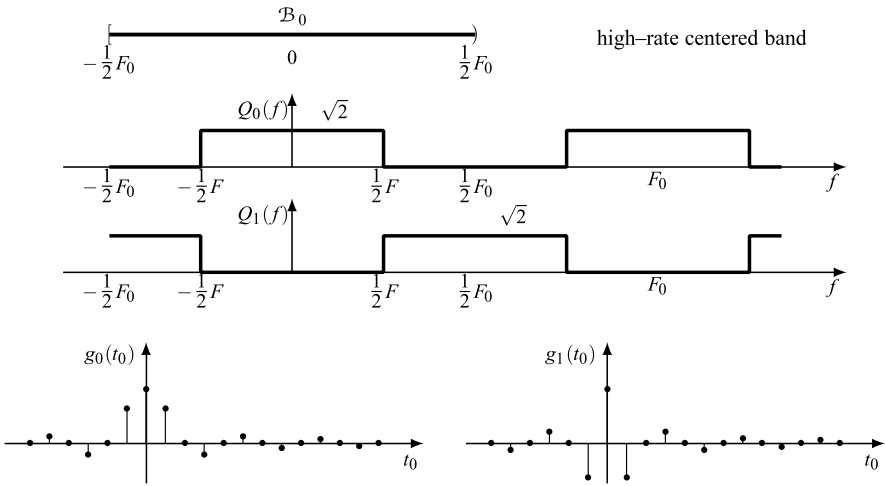 ℬ₀
[ )
−½F₀ 0 ½F₀ high–rate centered band
Q₀(f) √2
−½F₀ −½F ½F ½F₀ F₀ f
Q₁(f) √2
−½F₀ −½F ½F ½F₀ F₀ f
g₀(t₀) g₁(t₀)
t₀ t₀